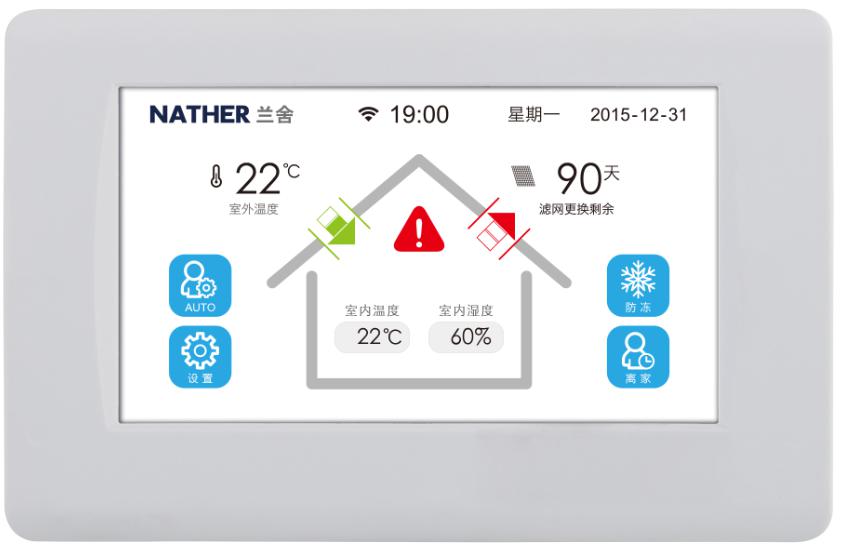 NATHER 兰舍 19:00 星期一 2015-12-31
22℃ 90天
室外温度 滤网更换剩余
室内温度 室内湿度
22℃ 60%
AUTO 防冻
设置 离家